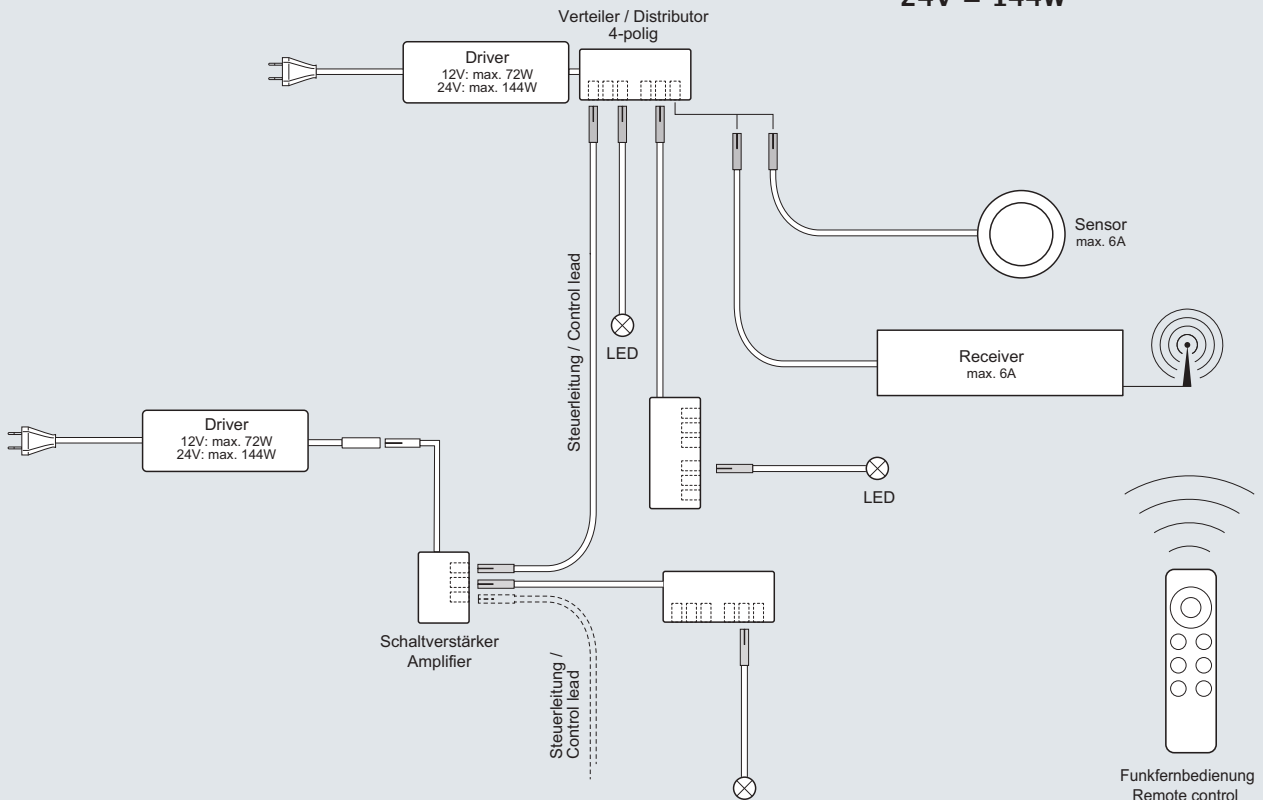 24V = 144W
Verteiler / Distributor
4-polig
Driver
12V: max. 72W
24V: max. 144W
Sensor
max. 6A
Steuerleitung / Control lead
LED
Receiver
max. 6A
Driver
12V: max. 72W
24V: max. 144W
LED
Schaltverstärker
Amplifier
Steuerleitung /
Control lead
Funkfernbedienung
Remote control